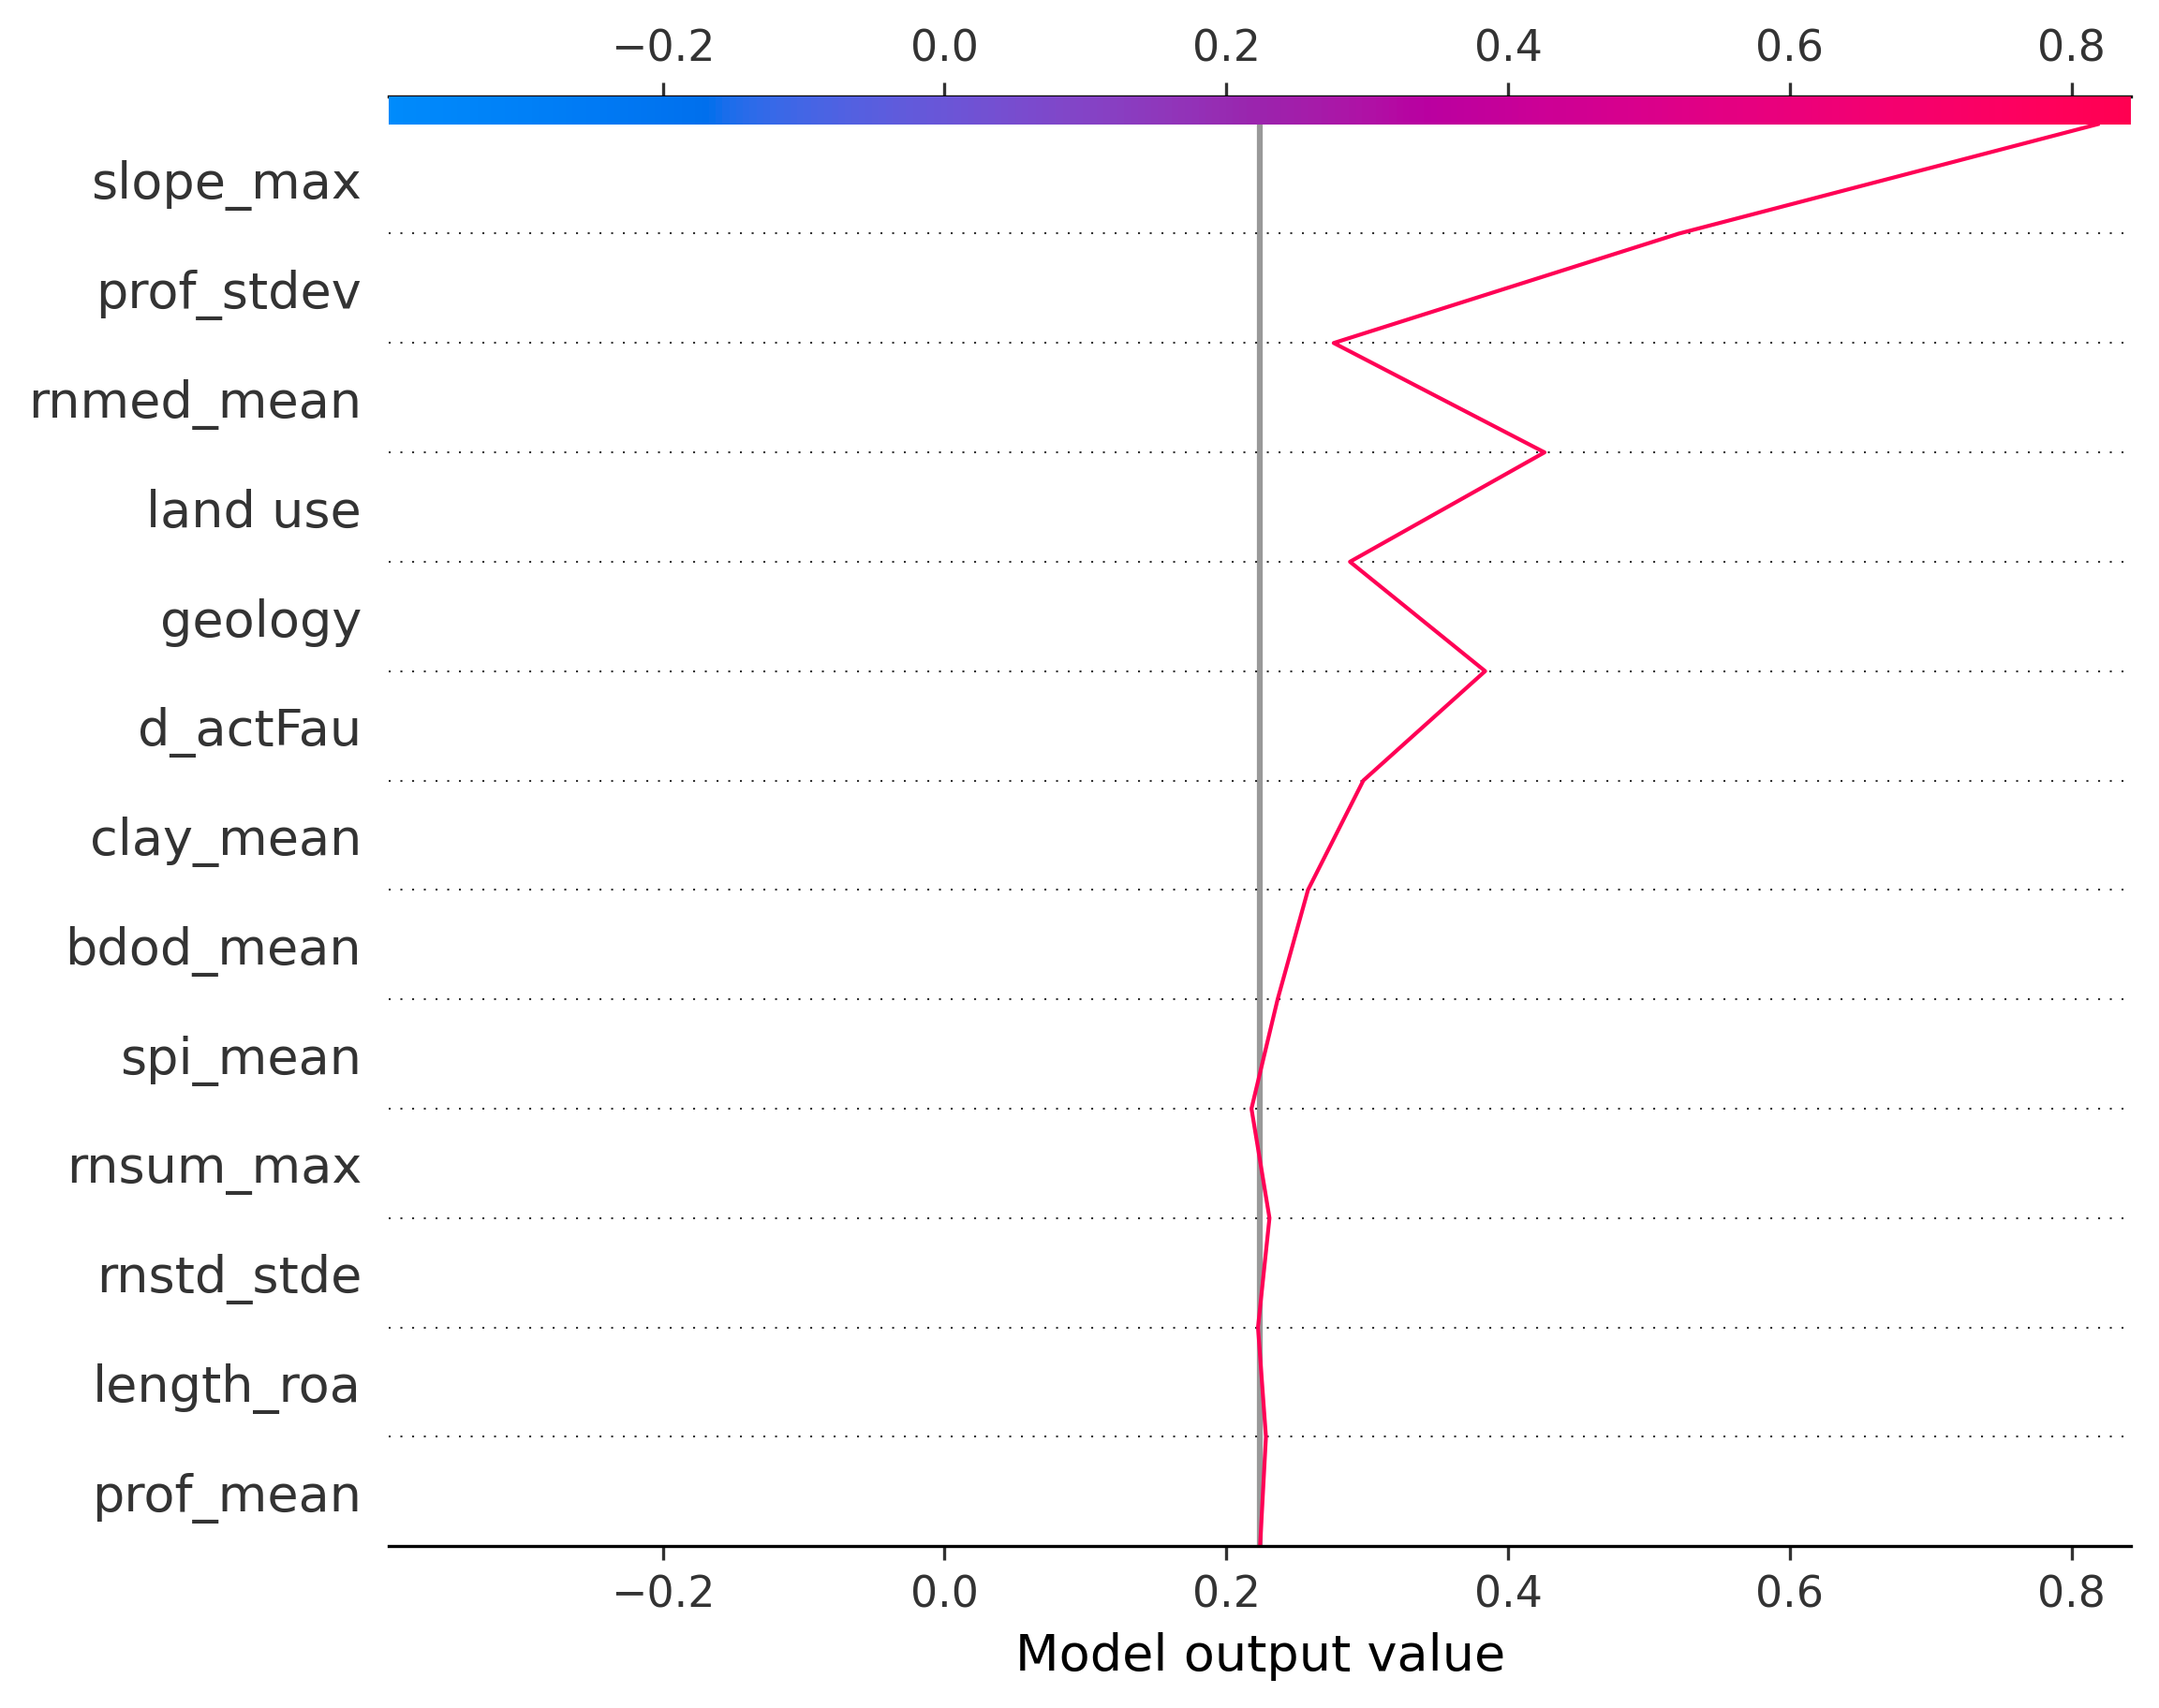 −0.2 0.0 0.2 0.4 0.6 0.8
slope_max
prof_stdev
rnmed_mean
land use
geology
d_actFau
clay_mean
bdod_mean
spi_mean
rnsum_max
rnstd_stde
length_roa
prof_mean
−0.2 0.0 0.2 0.4 0.6 0.8
Model output value